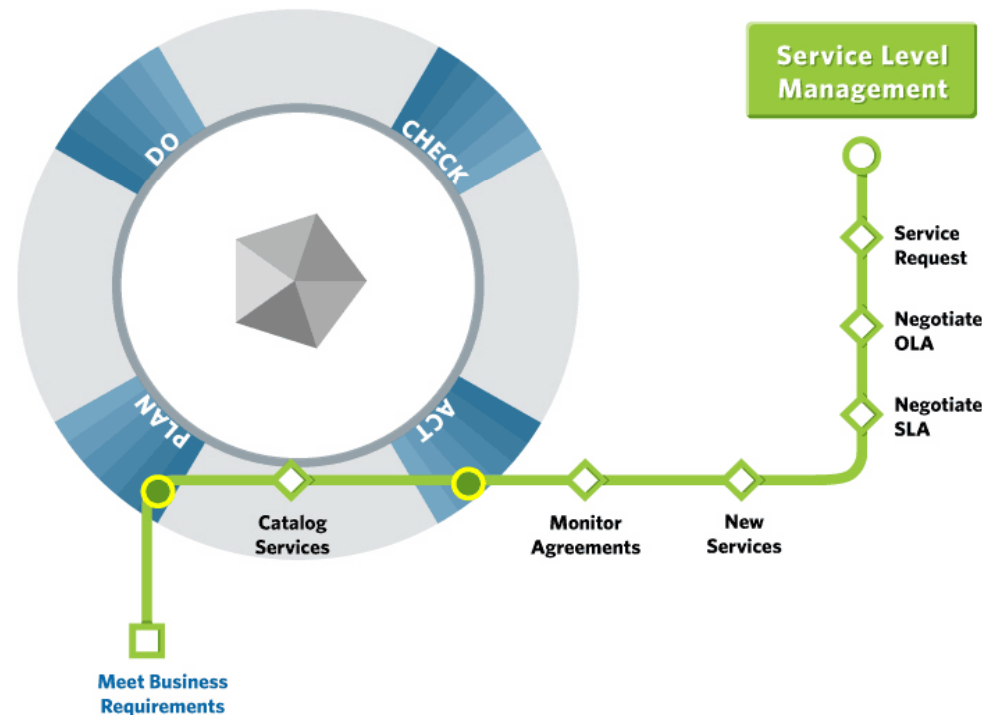 Service Level
Management
DO
CHECK
Service
Request
Negotiate
OLA
Negotiate
SLA
PLAN
ACT
Catalog
Services
Monitor
Agreements
New
Services
Meet Business
Requirements